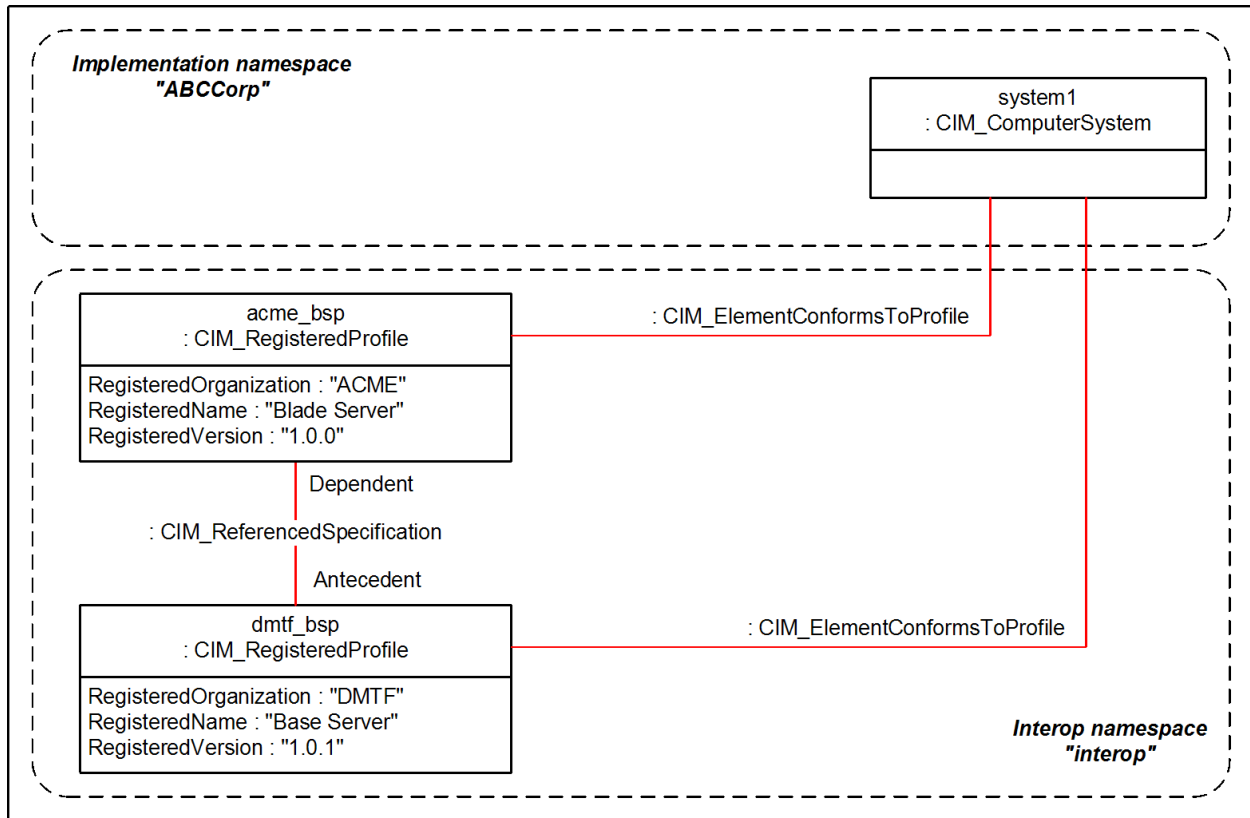 Implementation namespace
"ABCCorp"
system1
: CIM_ComputerSystem
acme_bsp
: CIM_RegisteredProfile
RegisteredOrganization : "ACME"
RegisteredName : "Blade Server"
RegisteredVersion : "1.0.0"
: CIM_ElementConformsToProfile
Dependent
: CIM_ReferencedSpecification
Antecedent
dmtf_bsp
: CIM_RegisteredProfile
RegisteredOrganization : "DMTF"
RegisteredName : "Base Server"
RegisteredVersion : "1.0.1"
: CIM_ElementConformsToProfile
Interop namespace
"interop"